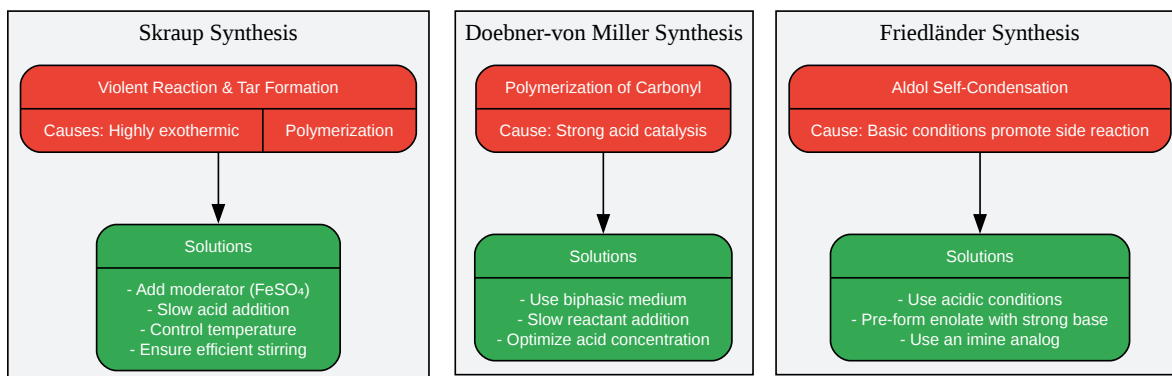 Skraup Synthesis
Violent Reaction & Tar Formation
Causes: Highly exothermic
Polymerization
Solutions
- Add moderator (FeSO₄)
- Slow acid addition
- Control temperature
- Ensure efficient stirring
Doebner-von Miller Synthesis
Polymerization of Carbonyl
Cause: Strong acid catalysis
Solutions
- Use biphasic medium
- Slow reactant addition
- Optimize acid concentration
Friedländer Synthesis
Aldol Self-Condensation
Cause: Basic conditions promote side reaction
Solutions
- Use acidic conditions
- Pre-form enolate with strong base
- Use an imine analog